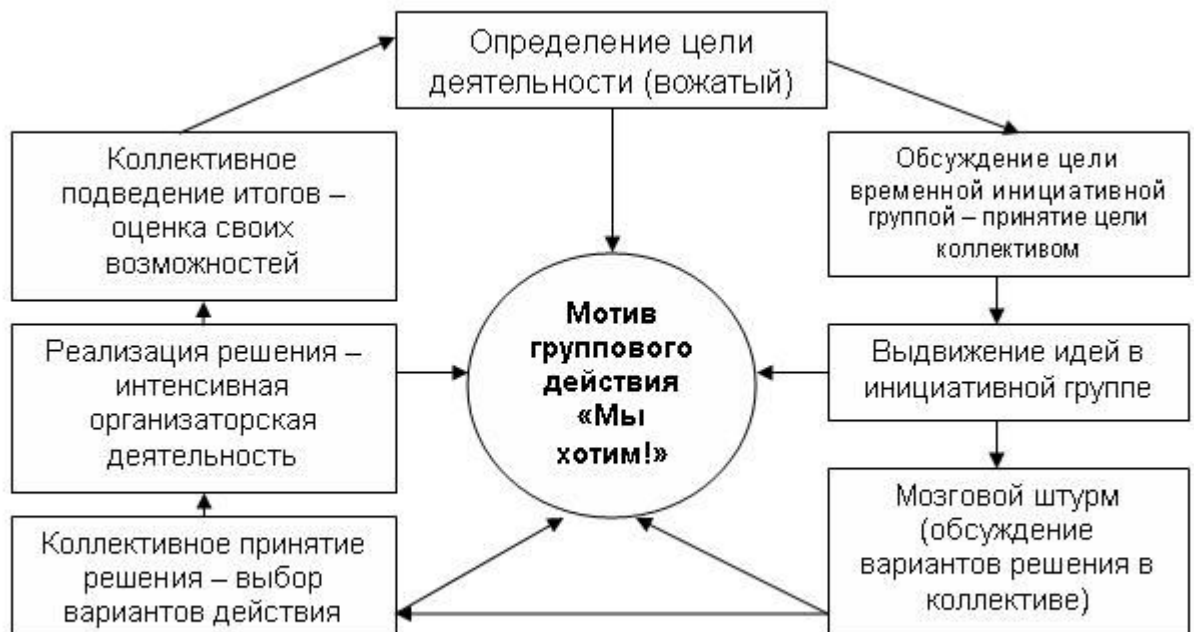 Определение цели
деятельности (вожатый)
Обсуждение цели
временной инициативной
группой – принятие цели
коллективом
Выдвижение идей в
инициативной группе
Мозговой штурм
(обсуждение
вариантов решения в
коллективе)
Коллективное принятие
решения – выбор
вариантов действия
Реализация решения –
интенсивная
организаторская
деятельность
Коллективное
подведение итогов –
оценка своих
возможностей
Мотив
группового
действия
«Мы
хотим!»